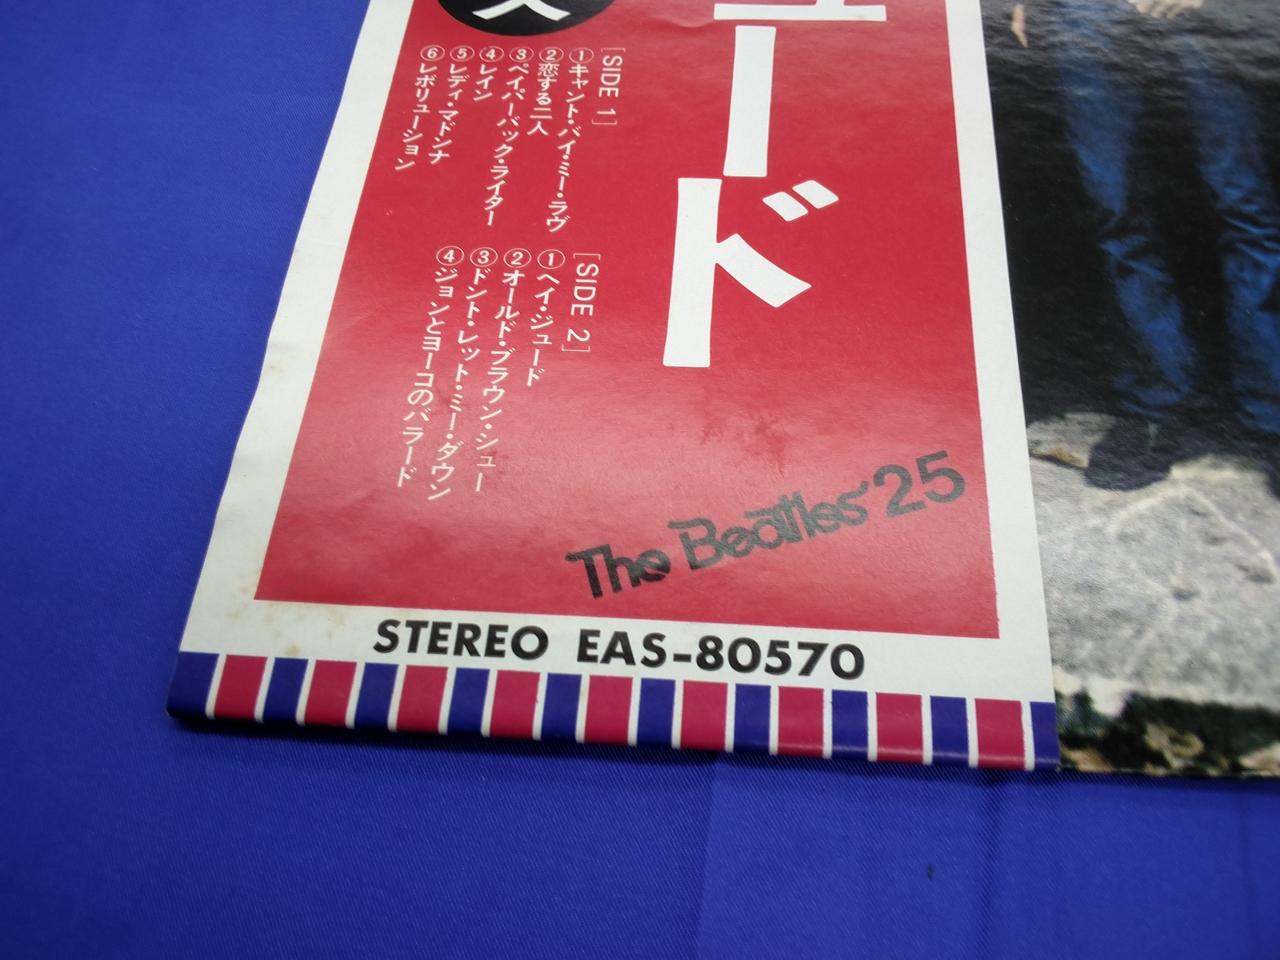 人
ュード
[SIDE 1]
①キャント・バイ・ミー・ラヴ
②恋する二人
③ペイパーバック・ライター
④レイン
⑤レディ・マドンナ
⑥レボリューション
[SIDE 2]
①ヘイ・ジュード
②オールド・ブラウン・シュー
③ドント・レット・ミー・ダウン
④ジョンとヨーコのバラード
The Beatles '25
STEREO EAS-80570